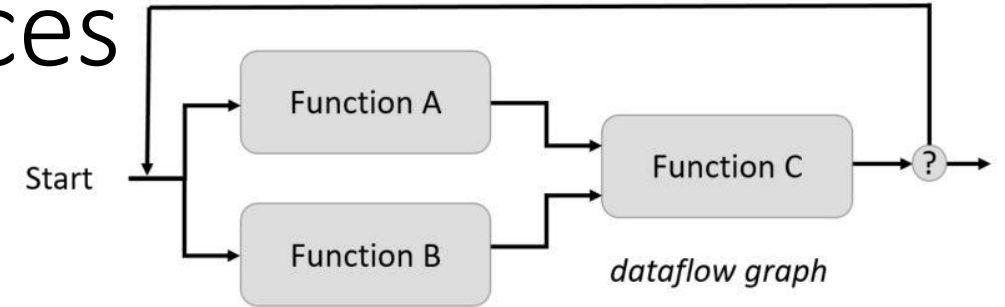 ces
Function A
Function C
?
Start
Function B
dataflow graph